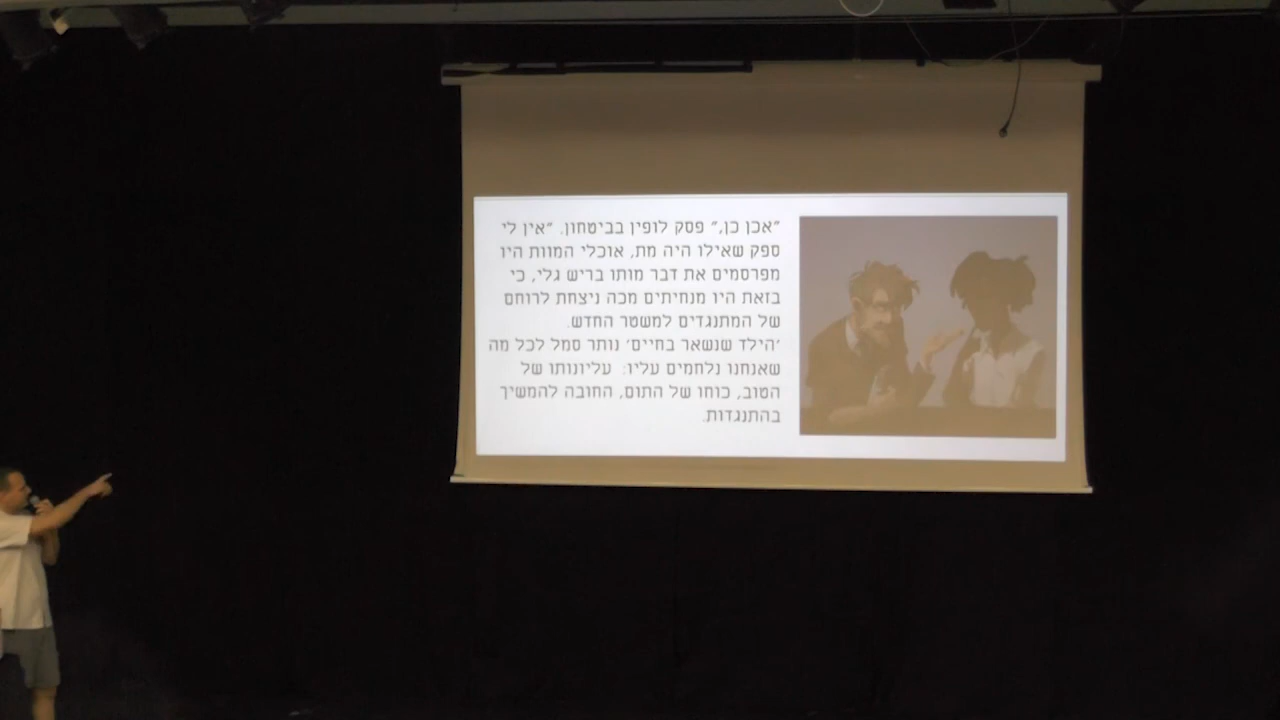 "אכן כן," פסק לופין בביטחון. "אין לי
ספק שאילו היה מת, אוכלי המוות היו
מפרסמים את דבר מותו בריש גלי, כי
בזאת היו מנחיתים מכה ניצחת לרוחם
של המתנגדים למשטר החדש.
'הילד שנשאר בחיים' נותר סמל לכל מה
שאנחנו נלחמים עליו: עליונותו של
הטוב, כוחו של התום, החובה להמשיך
בהתנגדות.